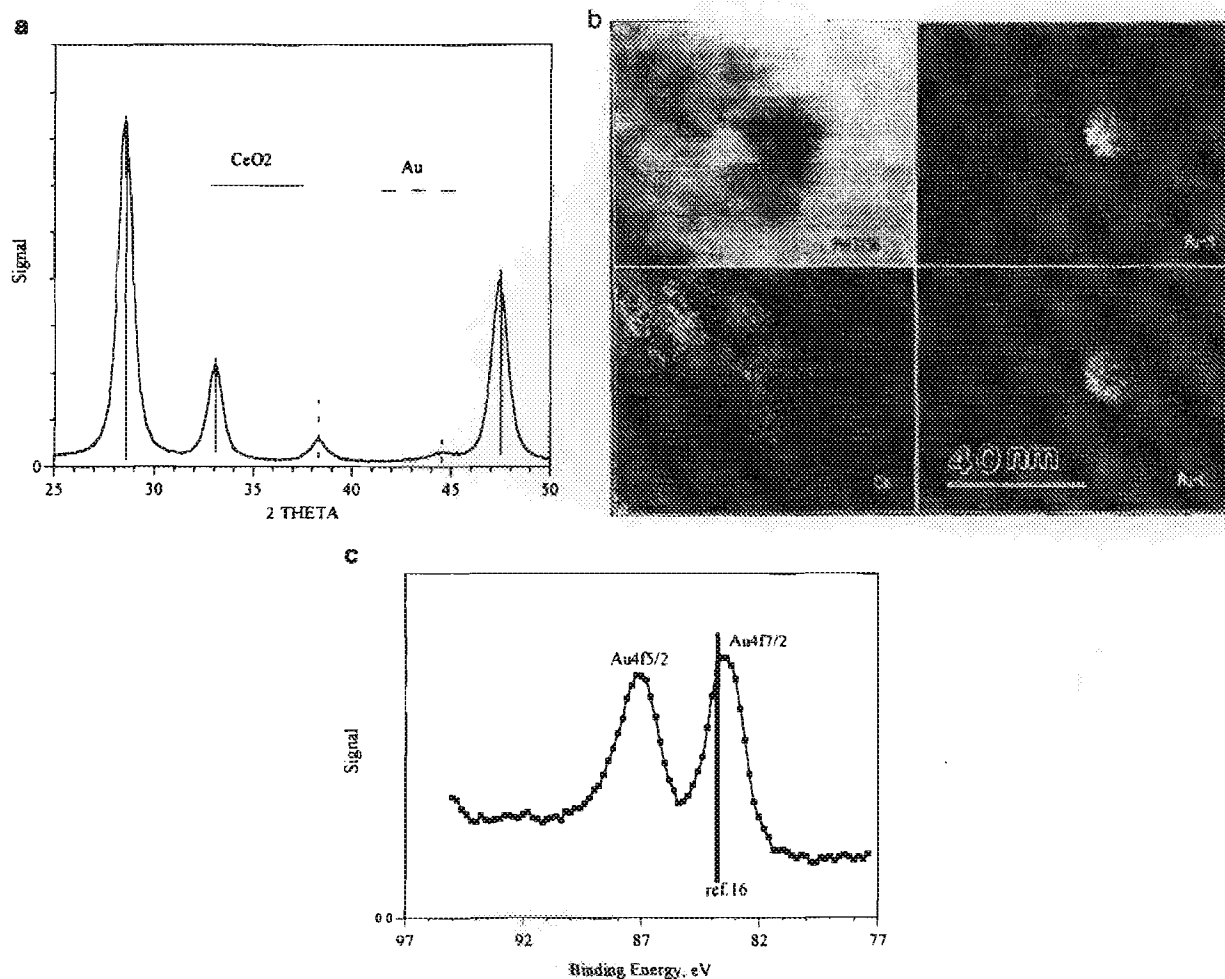 a
CeO2
Au
Signal
0
25
30
35
40
45
50
2 THETA
b
40 nm
c
Au4f5/2
Au4f7/2
Signal
ref.16
0.0
97
92
87
82
77
Binding Energy, eV